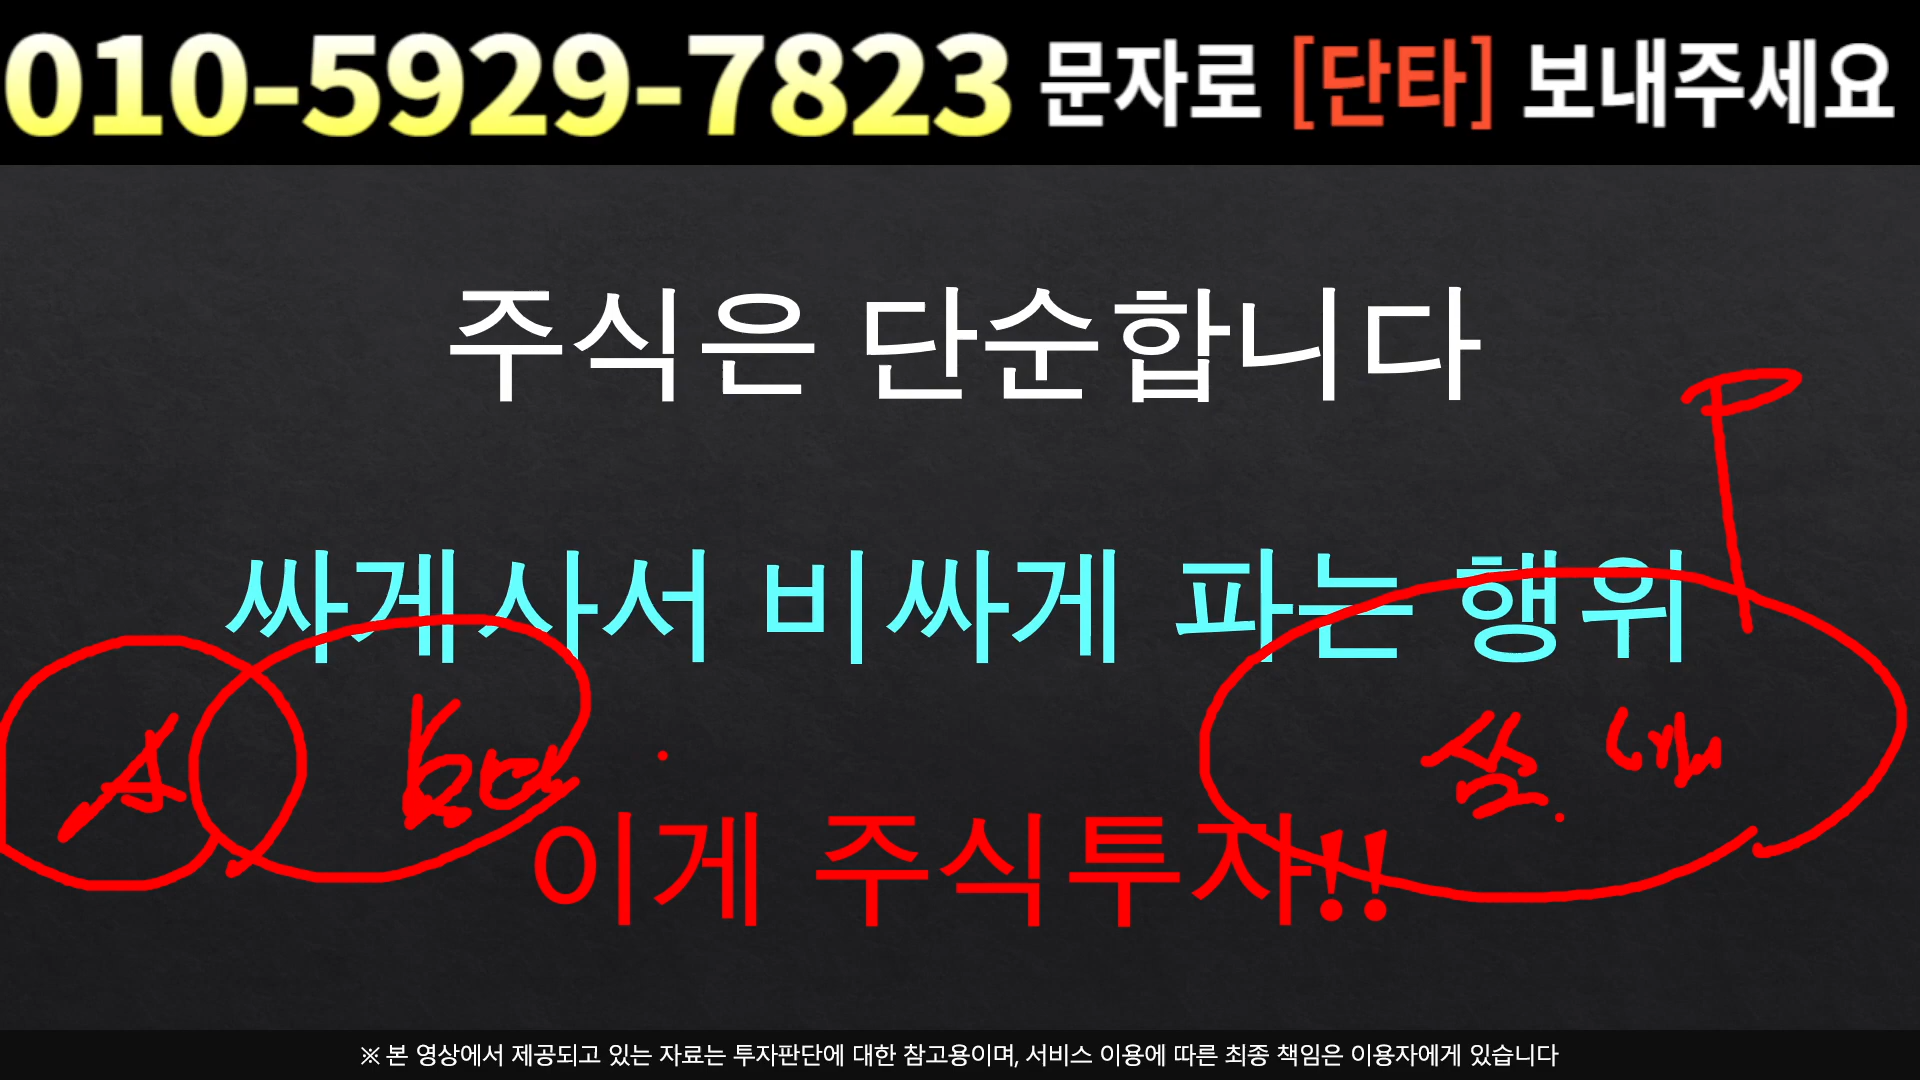 010-5929-7823 문자로 [단타] 보내주세요
주식은 단순합니다
싸게사서 비싸게 파는 행위
이게 주식투자!!
※ 본 영상에서 제공되고 있는 자료는 투자판단에 대한 참고용이며, 서비스 이용에 따른 최종 책임은 이용자에게 있습니다